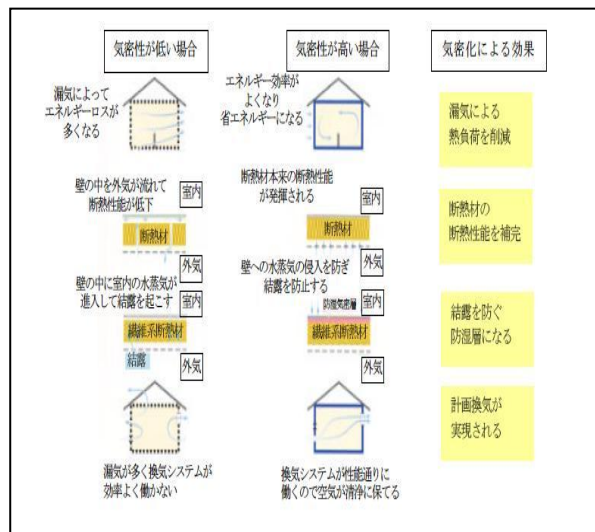 気密性が低い場合
気密性が高い場合
気密化による効果
漏気によって
エネルギーロスが
多くなる
エネルギー効率が
よくなり
省エネルギーになる
漏気による
熱負荷を削減
壁の中を外気が流れて
断熱性能が低下
室内
断熱材
外気
断熱材本来の断熱性能
が発揮される
室内
断熱材
外気
断熱材の
断熱性能を補完
壁の中に室内の水蒸気が
進入して結露を起こす
室内
繊維系断熱材
結露
外気
壁への水蒸気の侵入を防ぎ
結露を防止する
防湿気密層
室内
繊維系断熱材
外気
結露を防ぐ
防湿層になる
漏気が多く換気システムが
効率よく働かない
換気システムが性能通りに
働くので空気が清浄に保てる
計画換気が
実現される